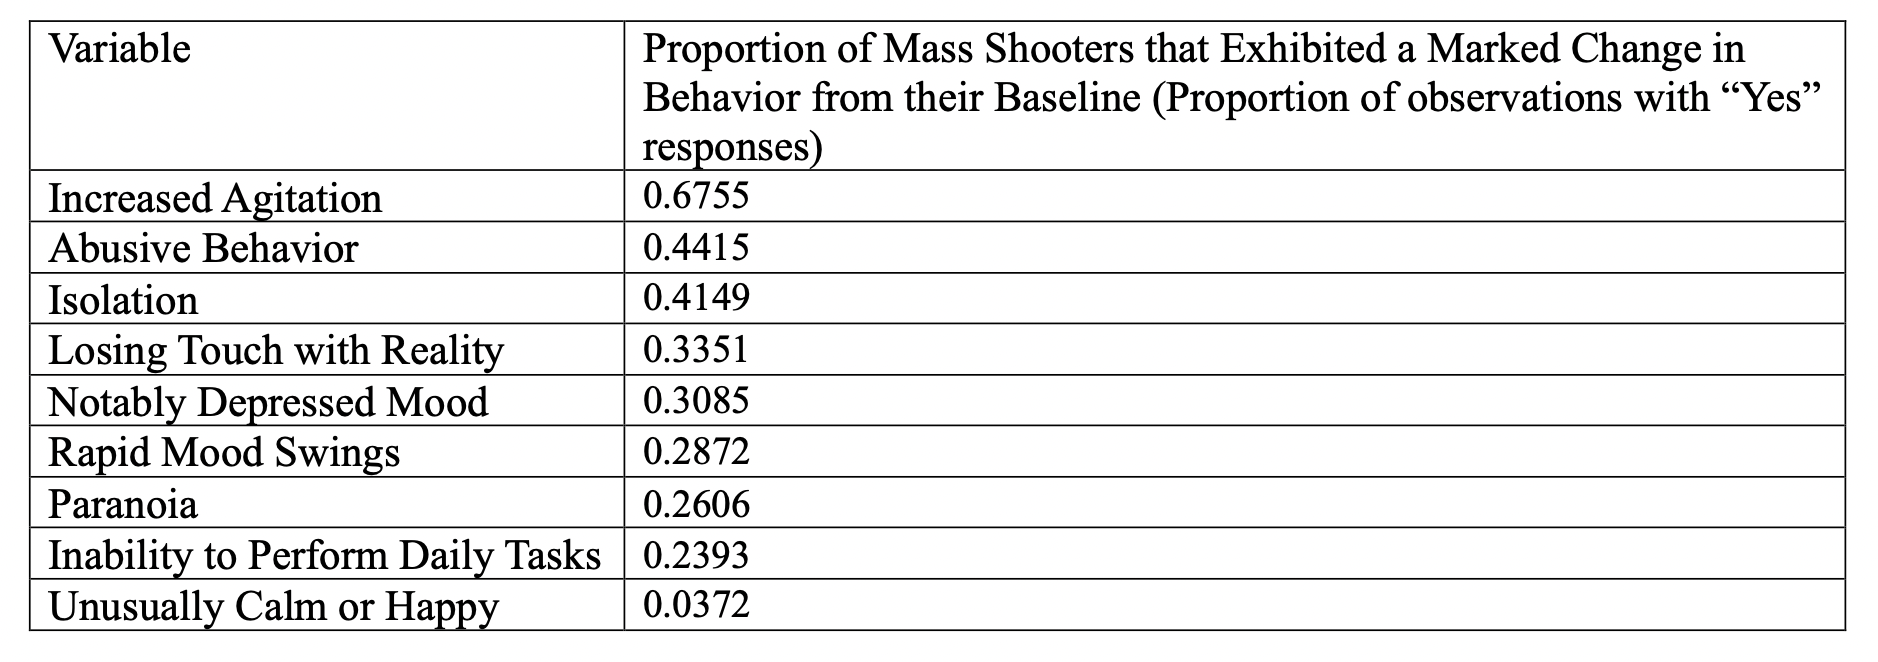 Variable
Proportion of Mass Shooters that Exhibited a Marked Change in
Behavior from their Baseline (Proportion of observations with “Yes”
responses)
Increased Agitation 0.6755
Abusive Behavior 0.4415
Isolation 0.4149
Losing Touch with Reality 0.3351
Notably Depressed Mood 0.3085
Rapid Mood Swings 0.2872
Paranoia 0.2606
Inability to Perform Daily Tasks 0.2393
Unusually Calm or Happy 0.0372